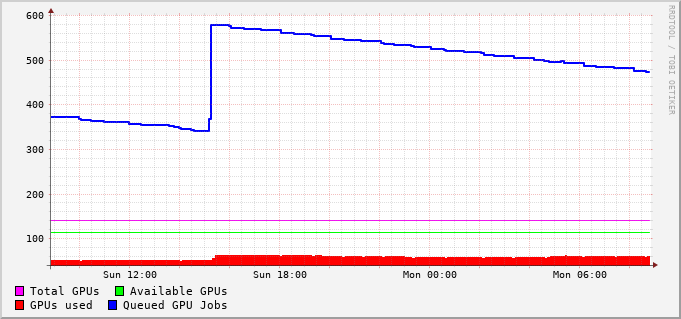 600
500
400
300
200
100
Sun 12:00 Sun 18:00 Mon 00:00 Mon 06:00
Total GPUs Available GPUs
GPUs used Queued GPU Jobs
RRDTOOL / TOBI OETIKER